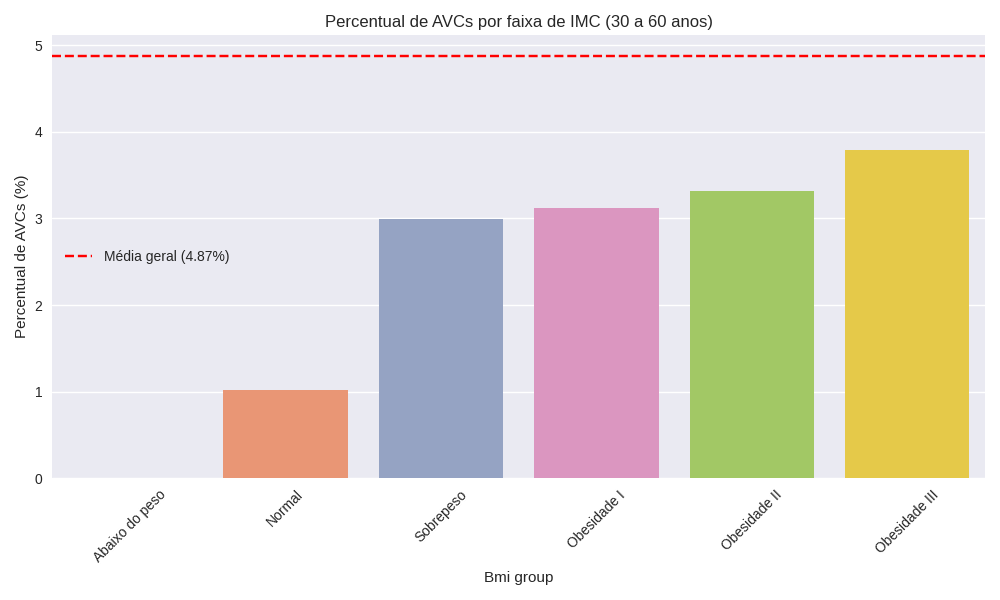 Percentual de AVCs por faixa de IMC (30 a 60 anos)
Percentual de AVCs (%)
5
4
3
2
1
0
Média geral (4.87%)
Abaixo do peso
Normal
Sobrepeso
Obesidade I
Obesidade II
Obesidade III
Bmi group